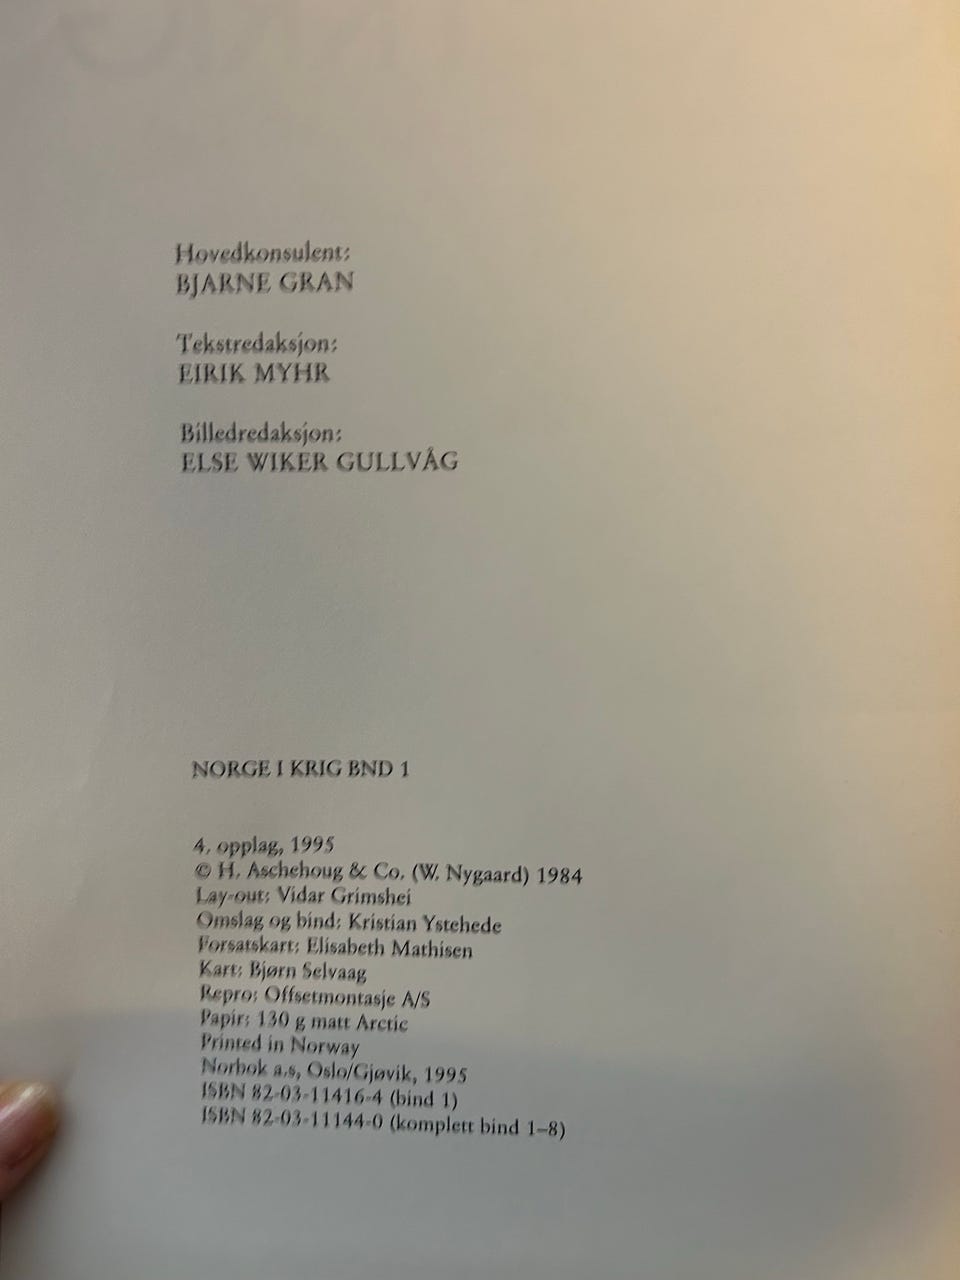 Hovedkonsulent:
BJARNE GRAN
Tekstredaksjon:
EIRIK MYHR
Billedredaksjon:
ELSE WIKER GULLVÅG
NORGE I KRIG BND 1
4. opplag, 1995
© H. Aschehoug & Co. (W. Nygaard) 1984
Lay-out: Vidar Grimshei
Omslag og bind: Kristian Ystehede
Forsatskart: Elisabeth Mathisen
Kart: Bjørn Selvaag
Repro: Offsetmontasje A/S
Papir: 130 g matt Arctic
Printed in Norway
Norbok a.s, Oslo/Gjøvik, 1995
ISBN 82-03-11416-4 (bind 1)
ISBN 82-03-11144-0 (komplett bind 1–8)